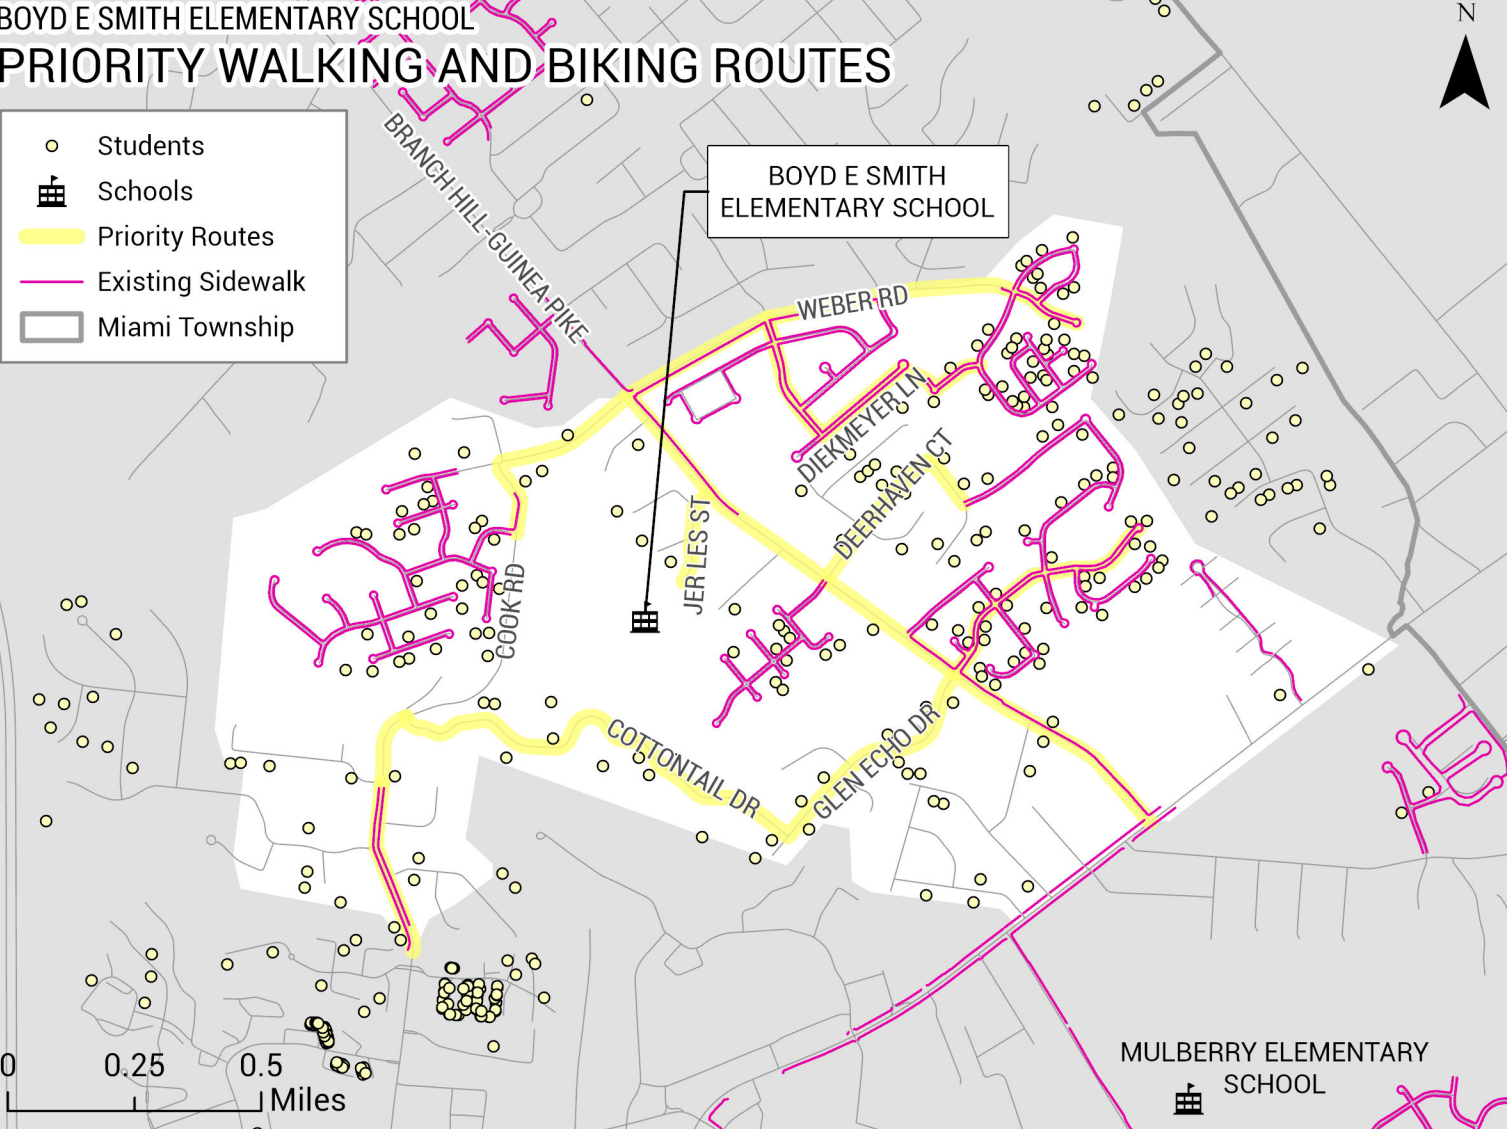 BOYD E SMITH ELEMENTARY SCHOOL
PRIORITY WALKING AND BIKING ROUTES
N
Students
Schools
Priority Routes
Existing Sidewalk
Miami Township
BRANCH HILL-GUINEA PIKE
BOYD E SMITH
ELEMENTARY SCHOOL
WEBER RD
DIEKMEYER LN
DEERHAVEN CT
JER LES ST
COOK RD
COTTONTAIL DR
GLEN ECHO DR
MULBERRY ELEMENTARY
SCHOOL
0 0.25 0.5
Miles